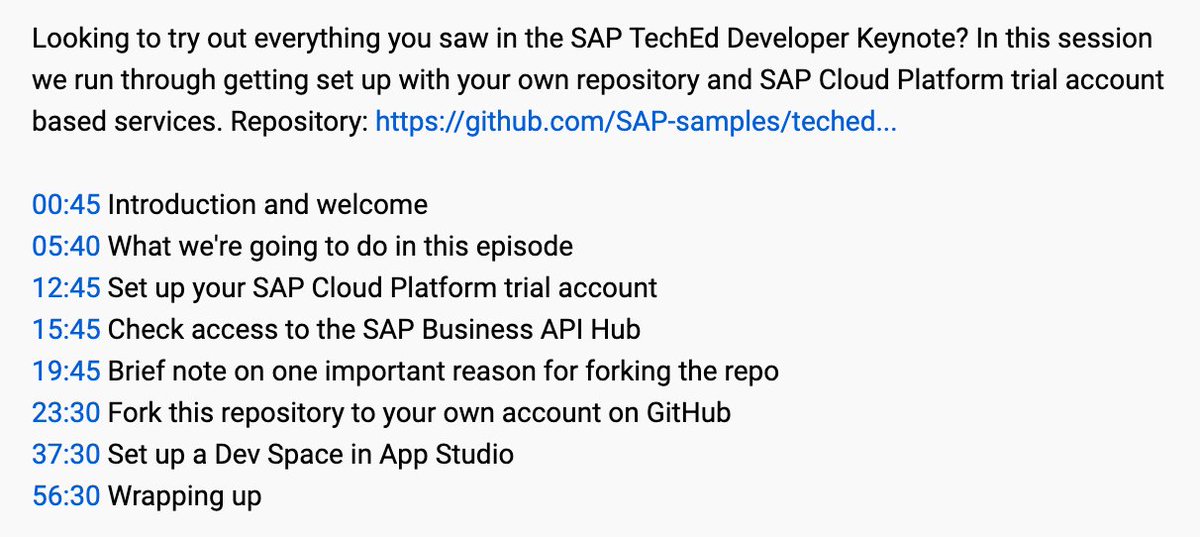 Looking to try out everything you saw in the SAP TechEd Developer Keynote? In this session
we run through getting set up with your own repository and SAP Cloud Platform trial account
based services. Repository: https://github.com/SAP-samples/teched...
00:45 Introduction and welcome
05:40 What we're going to do in this episode
12:45 Set up your SAP Cloud Platform trial account
15:45 Check access to the SAP Business API Hub
19:45 Brief note on one important reason for forking the repo
23:30 Fork this repository to your own account on GitHub
37:30 Set up a Dev Space in App Studio
56:30 Wrapping up